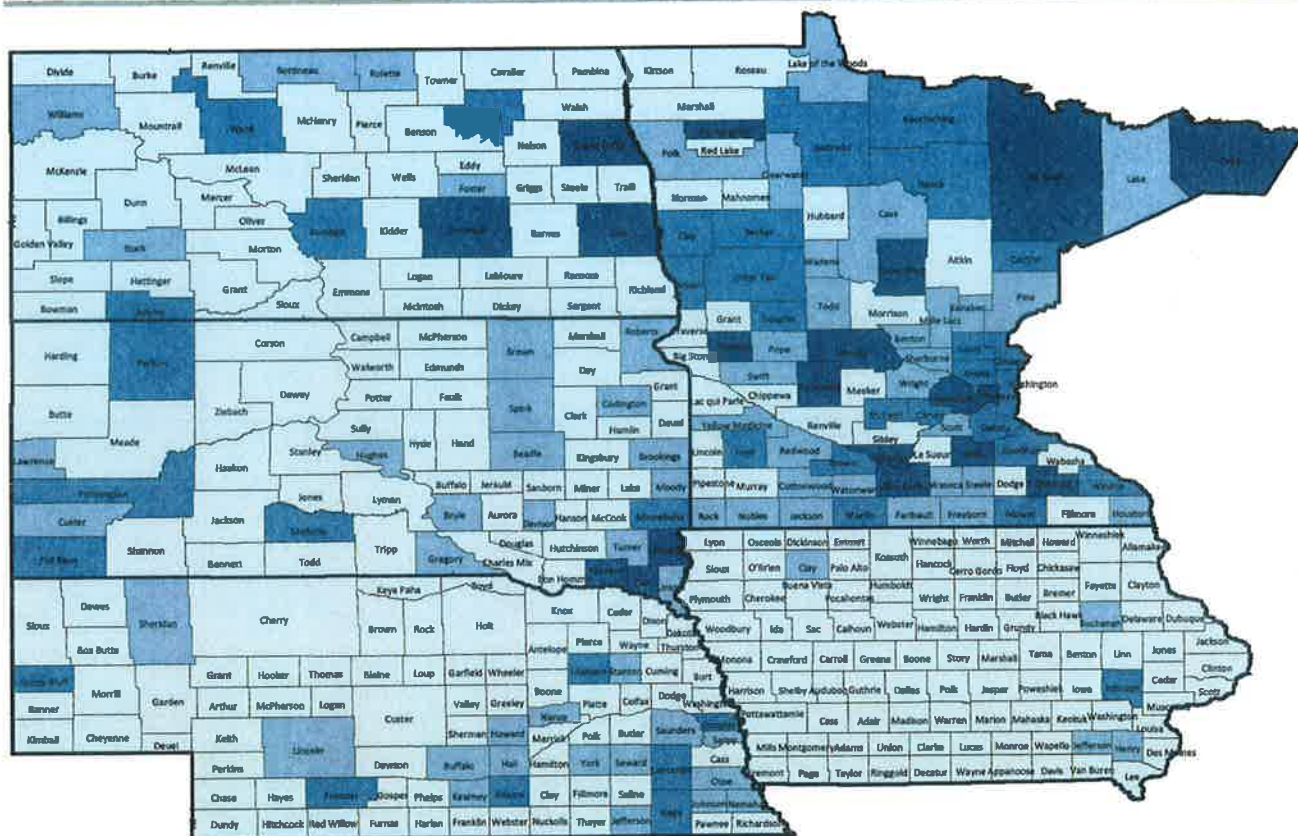 Divide
Burke
Renville
Bottineau
Rolette
Towner
Cavalier
Pembina
Kittson
Roseau
Lake of the Woods
Williams
Mountrail
Ward
McHenry
Pierce
Benson
Walsh
Marshall
Koochiching
McKenzie
McLean
Sheridan
Wells
Eddy
Foster
Nelson
Griggs
Steele
Traill
Polk
Red Lake
Clearwater
Norman
Mahnomen
Lake
Cook
Dunn
Mercer
Oliver
Billings
Golden Valley
Stark
Morton
Burleigh
Kidder
Barnes
Cass
Clay
Becker
Hubbard
Cass
Slope
Hettinger
Grant
Sioux
Emmons
Logan
LaMoure
Ransom
Richland
Wadena
Otter Tail
Aitkin
Carlton
Bowman
Adams
McIntosh
Dickey
Sargent
Grant
Douglas
Todd
Morrison
Mille Lacs
Kanabec
Pine
Harding
Perkins
Corson
Campbell
McPherson
Brown
Marshall
Roberts
Traverse
Big Stone
Pope
Benton
Sherburne
Walworth
Edmunds
Day
Grant
Swift
Butte
Ziebach
Dewey
Potter
Faulk
Spink
Clark
Codington
Hamlin
Deuel
Lac qui Parle
Chippewa
Meeker
Wright
Washington
Meade
Sully
Hyde
Hand
Beadle
Kingsbury
Brookings
Yellow Medicine
Renville
Sibley
Scott
Dakota
Lawrence
Haakon
Stanley
Hughes
Lincoln
Lyon
Redwood
Brown
Le Sueur
Wabasha
Pennington
Jones
Lyman
Buffalo
Jerauld
Sanborn
Miner
Lake
Moody
Pipestone
Murray
Cottonwood
Watonwan
Steele
Dodge
Winona
Custer
Jackson
Mellette
Brule
Aurora
Davison
Hanson
McCook
Minnehaha
Rock
Nobles
Jackson
Martin
Faribault
Freeborn
Mower
Fillmore
Houston
Fall River
Shannon
Bennett
Todd
Tripp
Gregory
Douglas
Charles Mix
Hutchinson
Turner
Lyon
Osceola
Dickinson
Emmet
Kossuth
Winnebago
Worth
Mitchell
Howard
Winneshiek
Allamakee
Sioux
O'Brien
Clay
Palo Alto
Hancock
Cerro Gordo
Floyd
Chickasaw
Fayette
Clayton
Sioux
Dawes
Sheridan
Cherry
Keya Paha
Boyd
Knox
Cedar
Dixon
Dakota
Plymouth
Cherokee
Buena Vista
Pocahontas
Humboldt
Wright
Franklin
Butler
Bremer
Black Hawk
Buchanan
Delaware
Dubuque
Box Butte
Brown
Rock
Holt
Antelope
Pierce
Wayne
Thurston
Woodbury
Ida
Sac
Calhoun
Webster
Hamilton
Hardin
Grundy
Scotts Bluff
Morrill
Garden
Grant
Hooker
Thomas
Blaine
Loup
Garfield
Wheeler
Boone
Madison
Stanton
Cuming
Burt
Monona
Crawford
Carroll
Greene
Boone
Story
Marshall
Tama
Benton
Linn
Jones
Jackson
Clinton
Banner
Arthur
McPherson
Logan
Custer
Valley
Greeley
Nance
Platte
Colfax
Dodge
Washington
Harrison
Shelby
Audubon
Guthrie
Dallas
Polk
Jasper
Poweshiek
Iowa
Johnson
Cedar
Scott
Kimball
Cheyenne
Deuel
Keith
Lincoln
Sherman
Howard
Merrick
Polk
Butler
Saunders
Pottawattamie
Cass
Adair
Madison
Warren
Marion
Mahaska
Keokuk
Washington
Louisa
Perkins
Dawson
Buffalo
Hall
Hamilton
York
Seward
Lancaster
Cass
Otoe
Mills
Montgomery
Adams
Union
Clarke
Lucas
Monroe
Wapello
Jefferson
Henry
Des Moines
Chase
Hayes
Frontier
Gosper
Phelps
Kearney
Adams
Clay
Fillmore
Saline
Johnson
Nemaha
Fremont
Page
Taylor
Ringgold
Decatur
Wayne
Appanoose
Davis
Van Buren
Lee
Dundy
Hitchcock
Red Willow
Furnas
Harlan
Franklin
Webster
Nuckolls
Thayer
Jefferson
Gage
Pawnee
Richardson